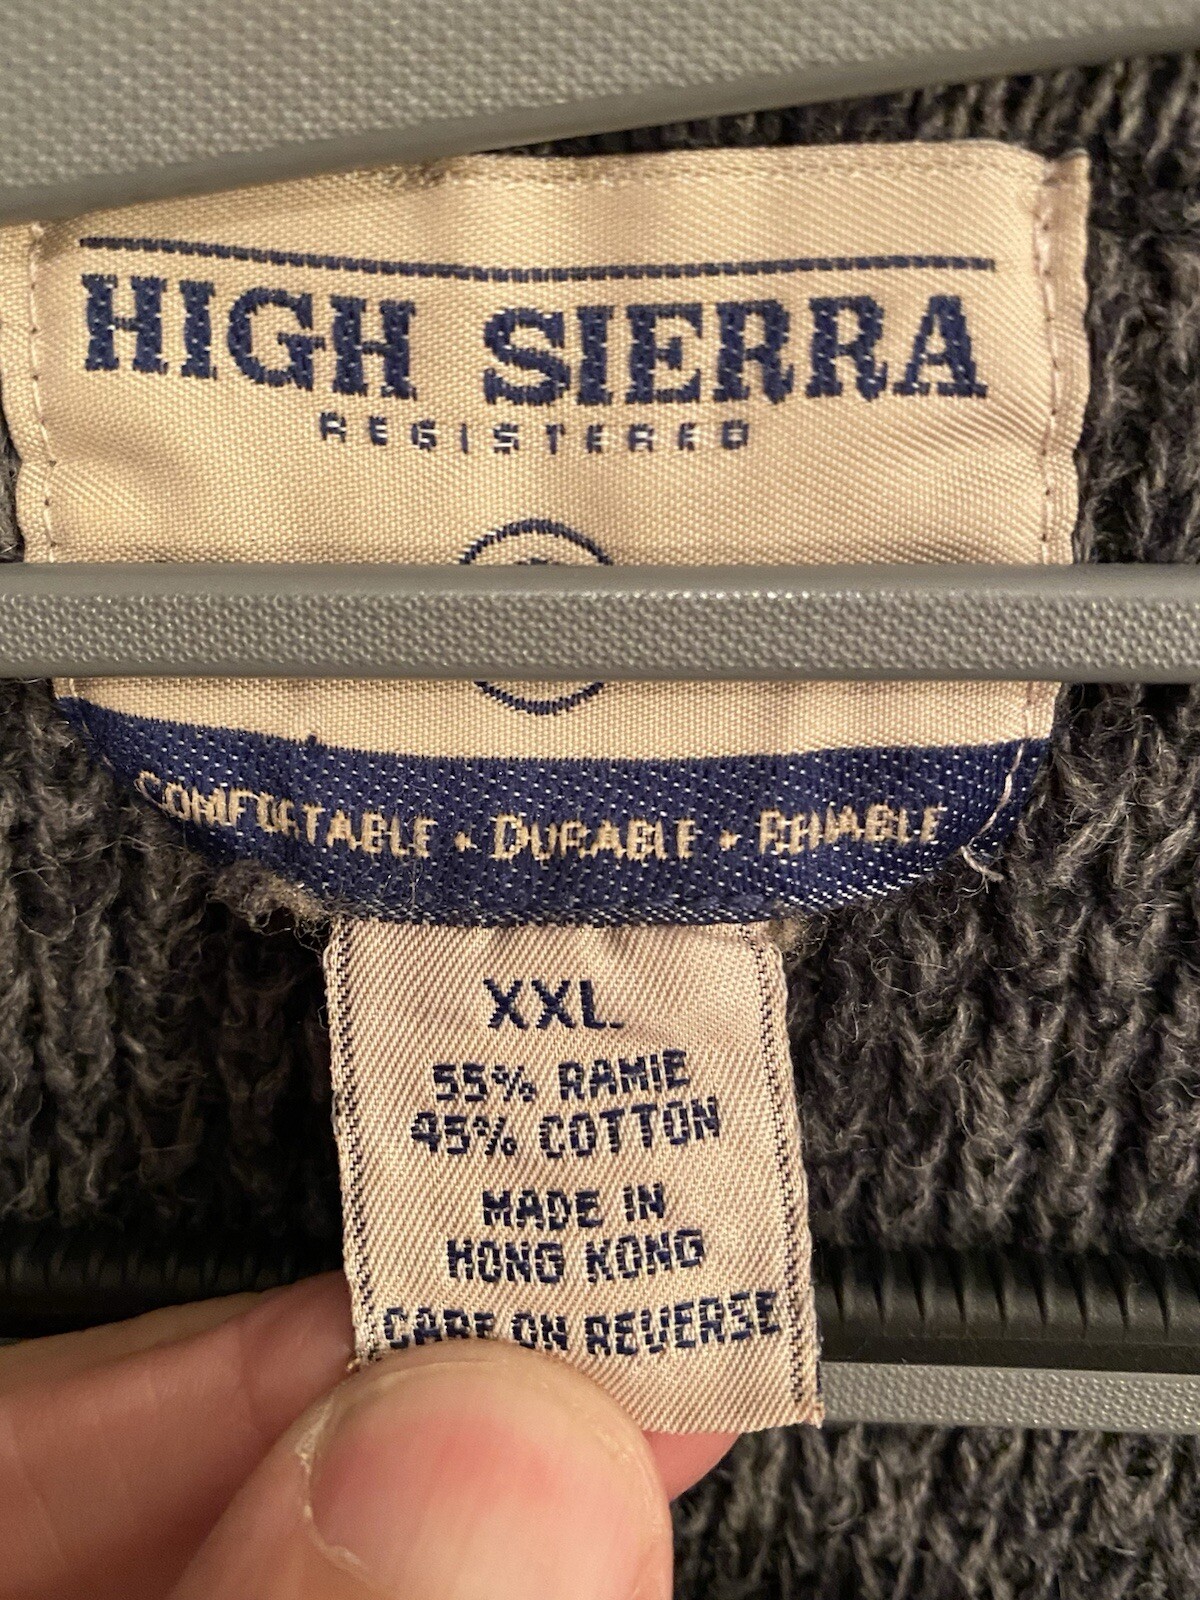 HIGH SIERRA
REGISTERED
COMFORTABLE • DURABLE • RELIABLE
XXL
55% RAMIE
45% COTTON
MADE IN
HONG KONG
CARE ON REVERSE